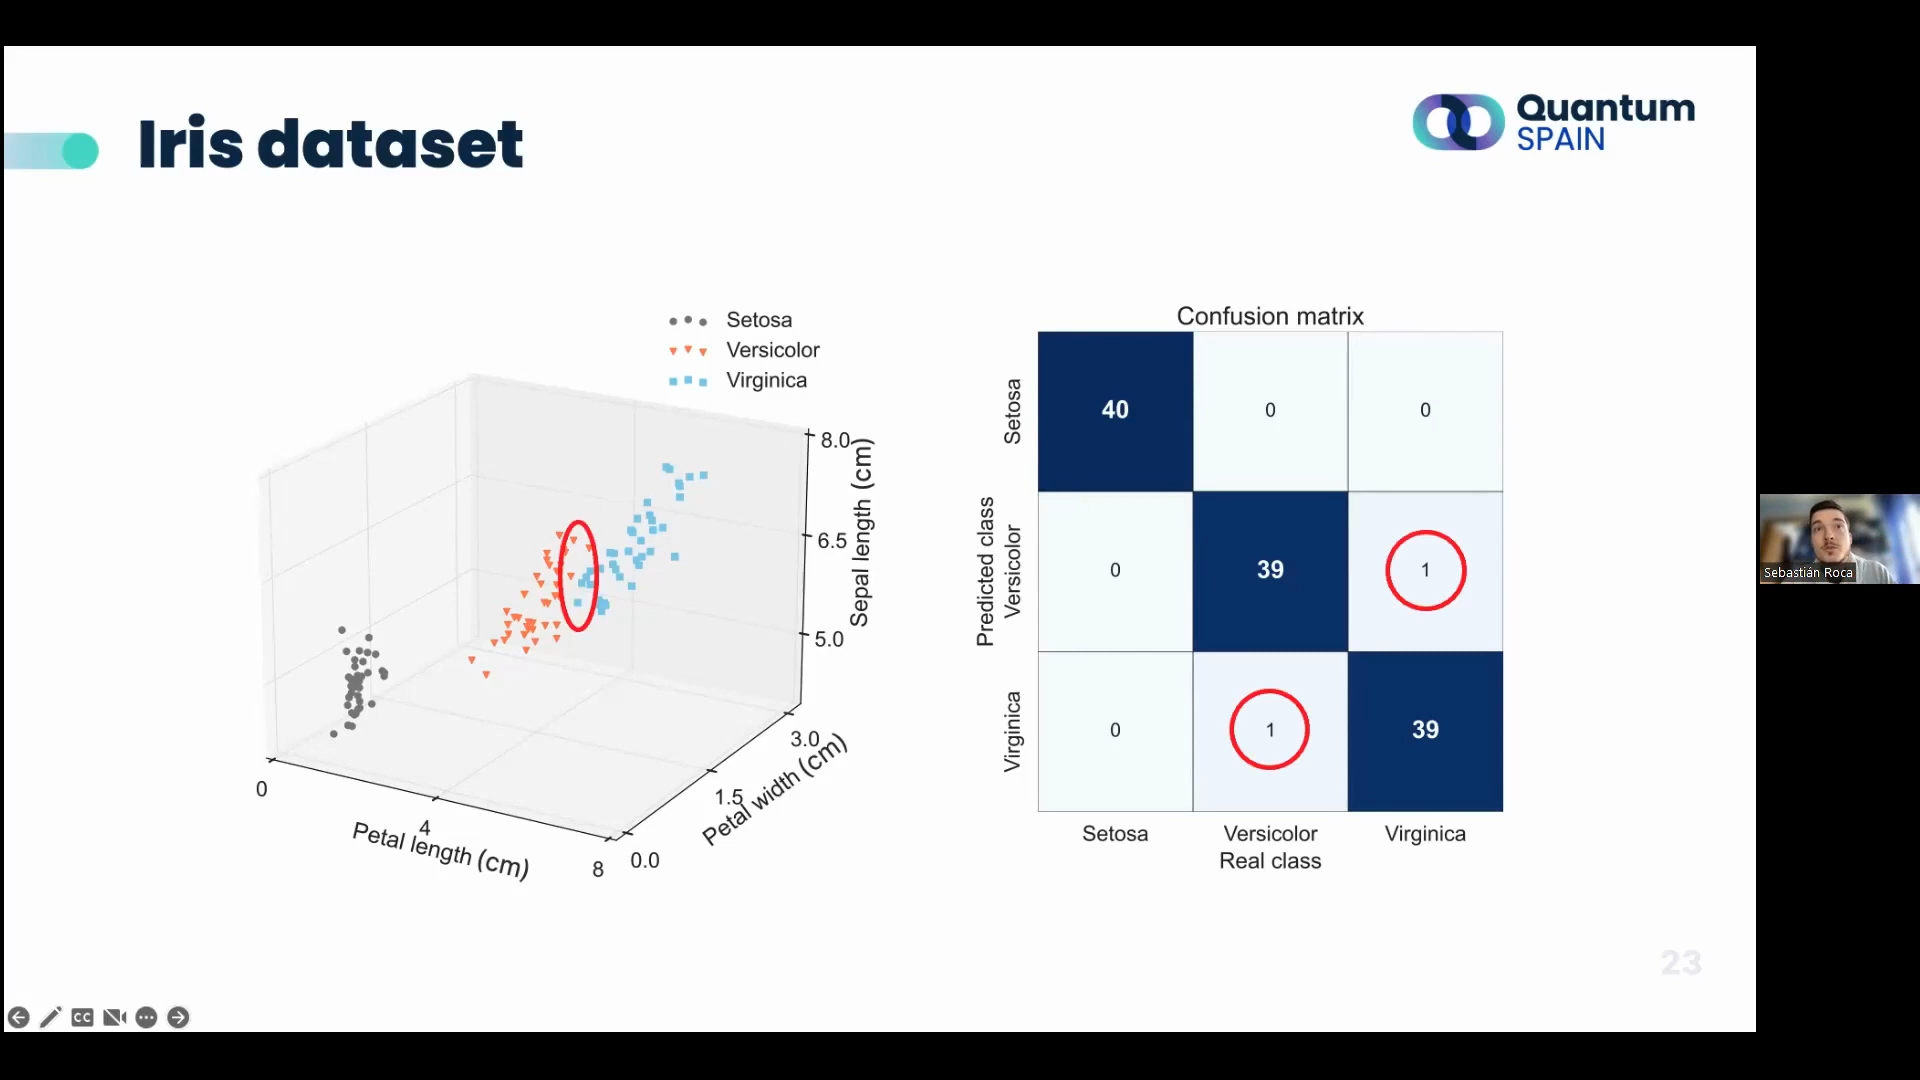 Iris dataset
Quantum
SPAIN
Setosa
Versicolor
Virginica
8.0
6.5
5.0
Sepal length (cm)
3.0
1.5
0.0
Petal width (cm)
0
4
8
Petal length (cm)
Confusion matrix
Setosa
Versicolor
Virginica
Predicted class
40
0
0
0
39
1
0
1
39
Setosa
Versicolor
Virginica
Real class
Sebastián Roca
23
CC